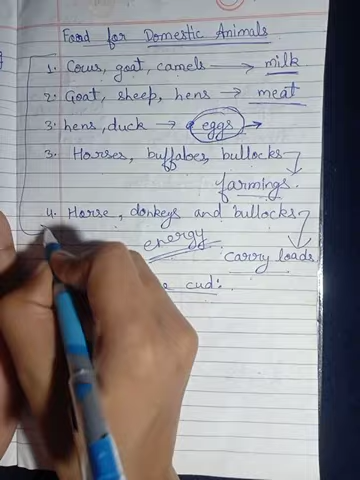 Food for Domestic Animals
1. Cows, goat, camels → milk
2. Goat, sheep, hens → meat
3. hens, duck → eggs →
3. Horses, buffaloes, bullocks
farmings.
4. Horse, donkeys and bullocks
energy
carry loads
cud: